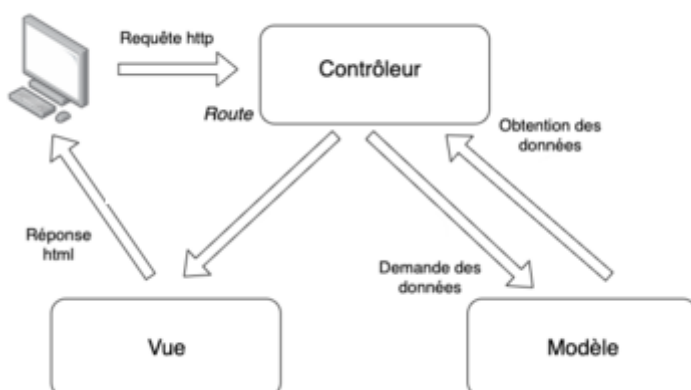 Requête http
Contrôleur
Route
Obtention des
données
Réponse
html
Demande des
données
Vue
Modèle